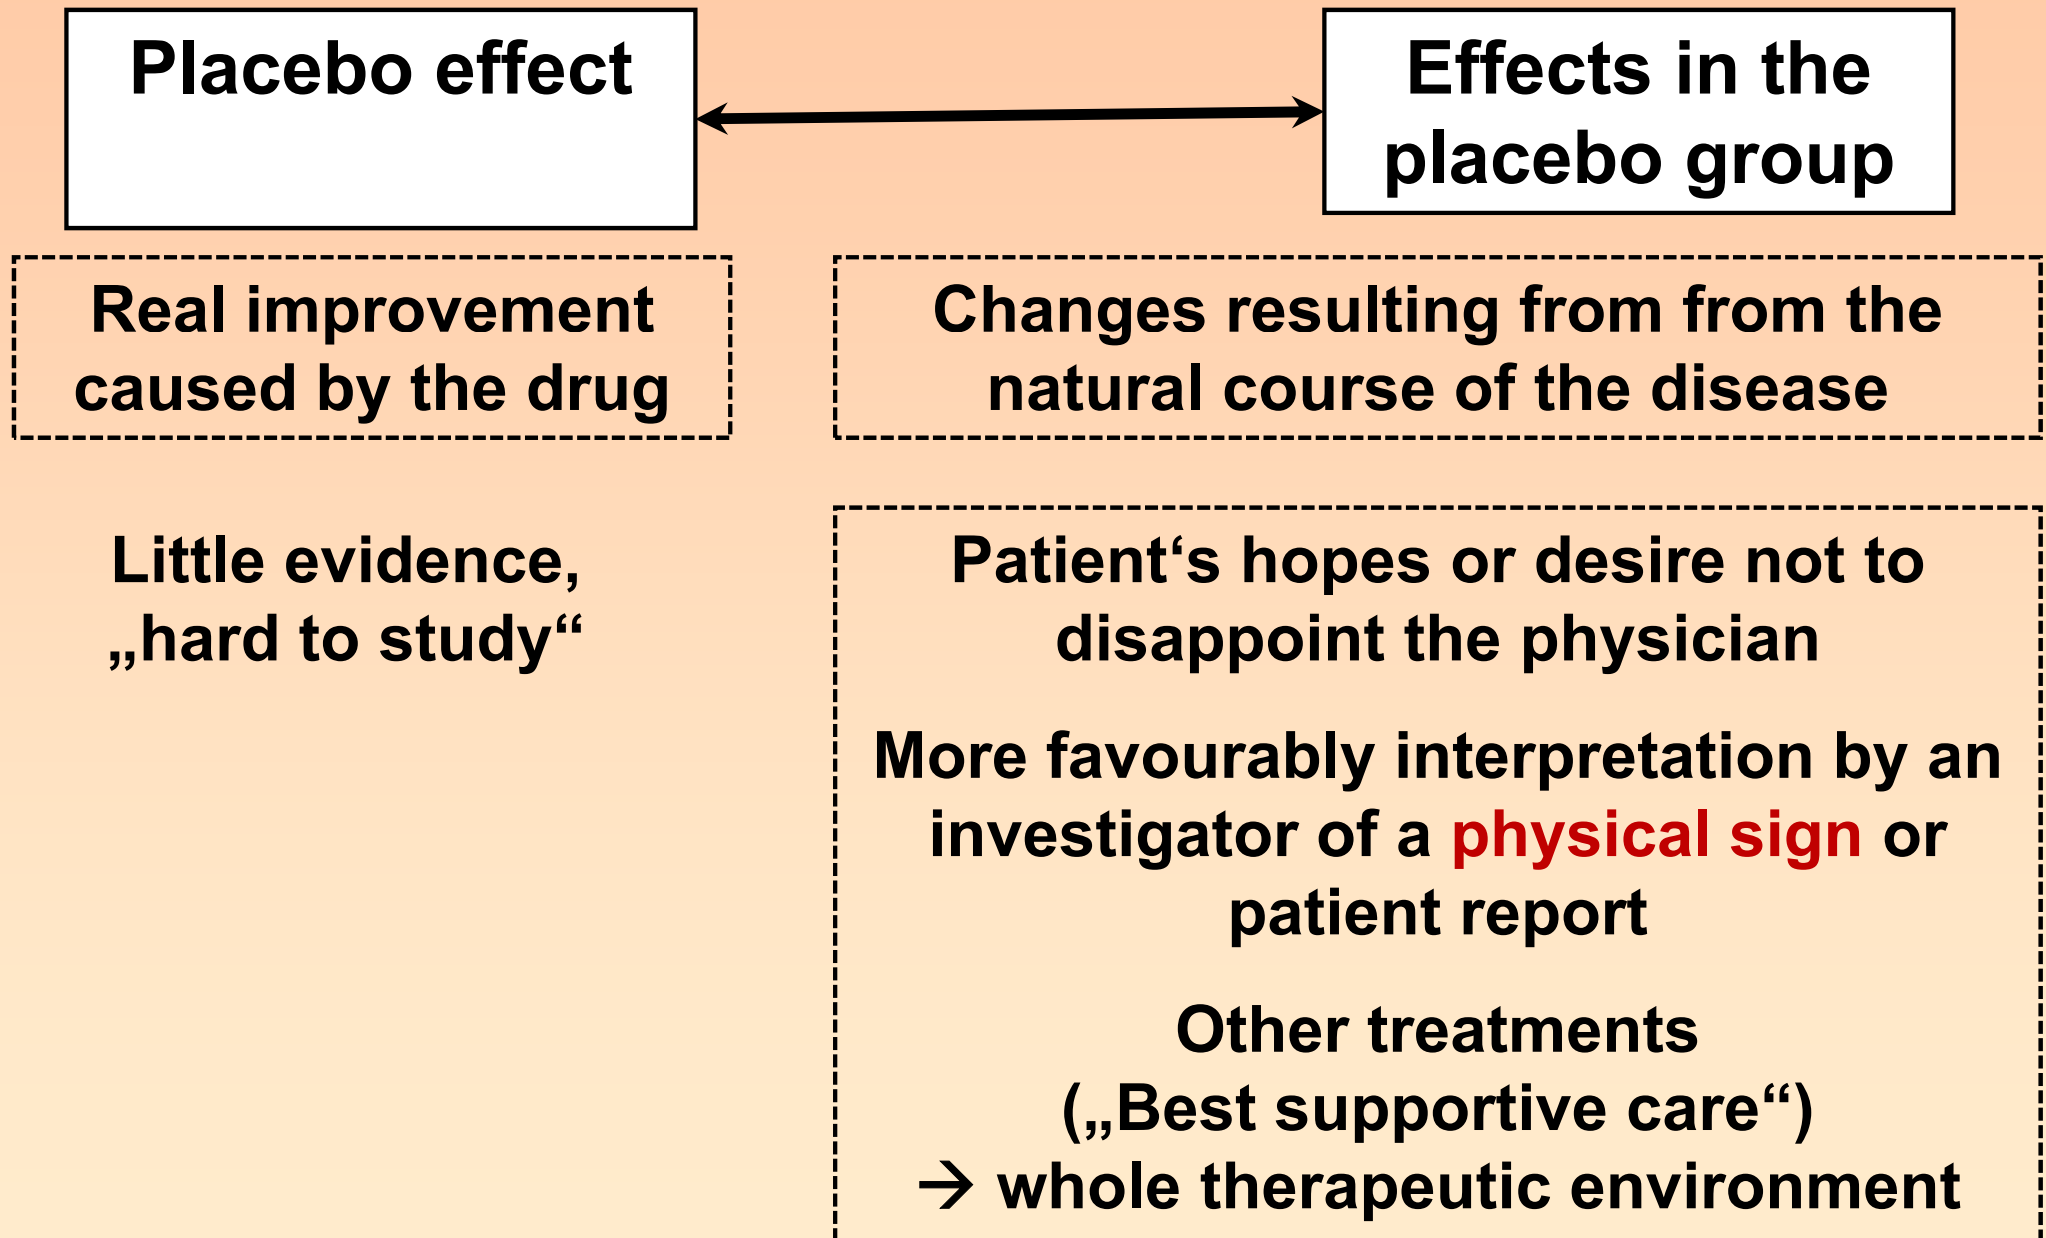 Placebo effect
Effects in the
placebo group
Real improvement
caused by the drug
Changes resulting from from the
natural course of the disease
Little evidence,
„hard to study“
Patient‘s hopes or desire not to
disappoint the physician
More favourably interpretation by an
investigator of a physical sign or
patient report
Other treatments
(„Best supportive care“)
→ whole therapeutic environment